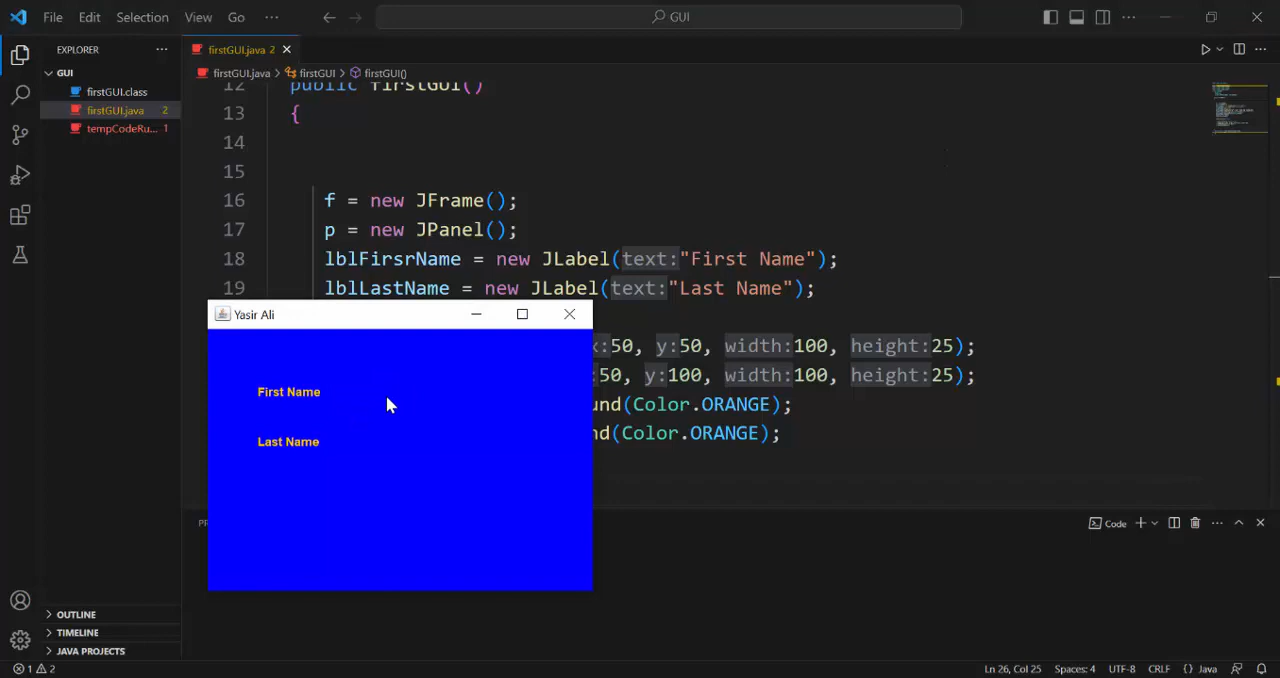 File Edit Selection View Go ··· GUI
EXPLORER ···
firstGUI.java 2
GUI
firstGUI.java > firstGUI > firstGUI()
firstGUI.class
firstGUI.java 2
tempCodeRu... 1
12 public firstGUI()
13 {
14
15
16 f = new JFrame();
17 p = new JPanel();
18 lblFirsrName = new JLabel(text:"First Name");
19 lblLastName = new JLabel(text:"Last Name");
Yasir Ali
First Name
Last Name
x:50, y:50, width:100, height:25);
:50, y:100, width:100, height:25);
und(Color.ORANGE);
nd(Color.ORANGE);
Code
OUTLINE
TIMELINE
JAVA PROJECTS
1 2 Ln 26, Col 25 Spaces: 4 UTF-8 CRLF {} Java